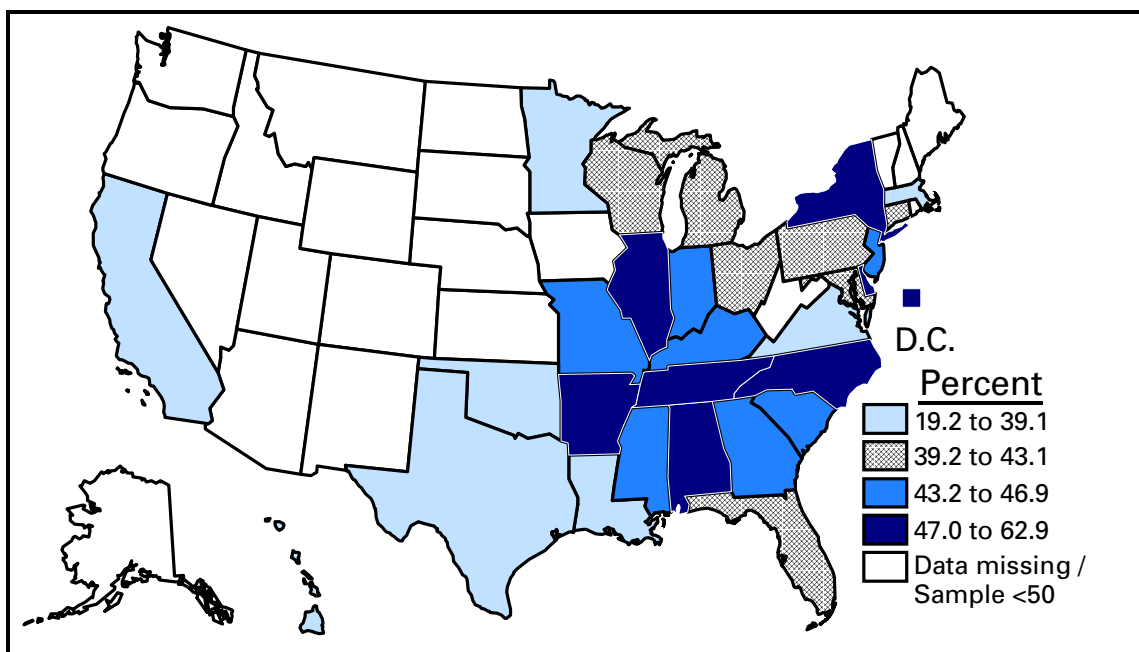 D.C.
Percent
19.2 to 39.1
39.2 to 43.1
43.2 to 46.9
47.0 to 62.9
Data missing /
Sample <50